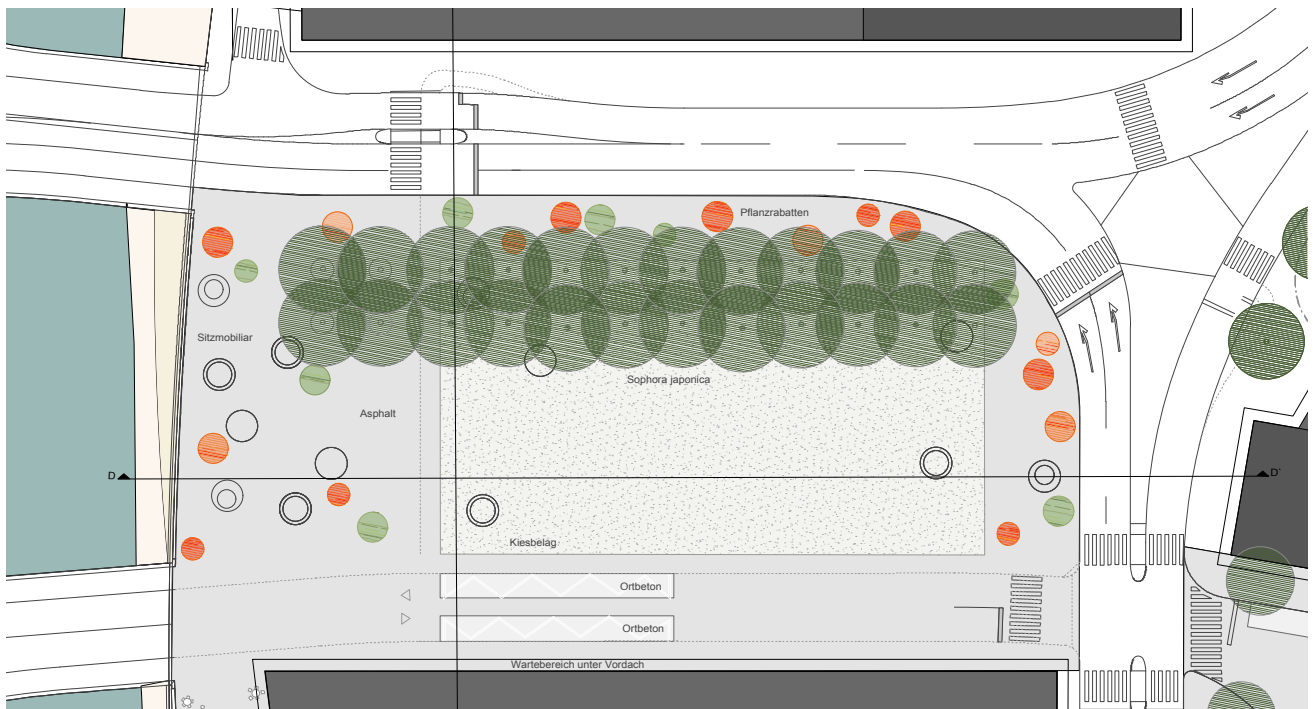 Pflanzrabatten
Sitzmobiliar
Sophora japonica
Asphalt
D
D'
Kiesbelag
Ortbeton
Ortbeton
Wartebereich unter Vordach